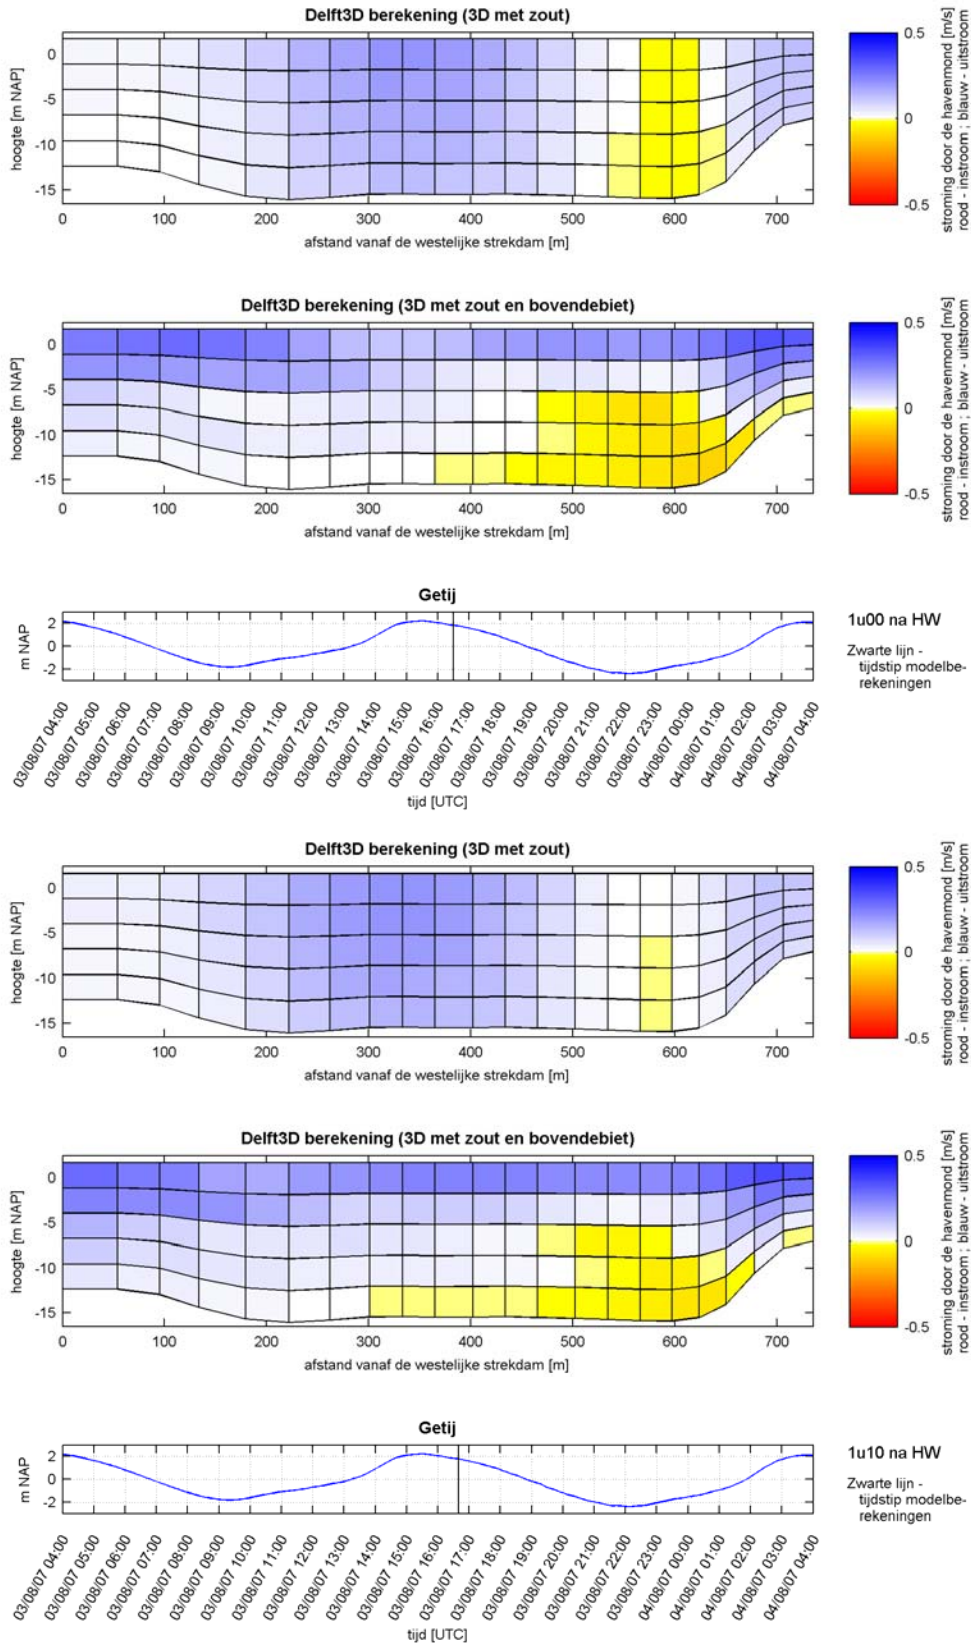 Delft3D berekening (3D met zout)
hoogte [m NAP]
0
-5
-10
-15
0 100 200 300 400 500 600 700
afstand vanaf de westelijke strekdam [m]
0.5
0
-0.5
stroming door de havenmond [m/s]
rood - instroom ; blauw - uitstroom
Delft3D berekening (3D met zout en bovendebiet)
hoogte [m NAP]
0
-5
-10
-15
0 100 200 300 400 500 600 700
afstand vanaf de westelijke strekdam [m]
0.5
0
-0.5
stroming door de havenmond [m/s]
rood - instroom ; blauw - uitstroom
Getij
m NAP
2
0
-2
03/08/07 04:00
03/08/07 05:00
03/08/07 06:00
03/08/07 07:00
03/08/07 08:00
03/08/07 09:00
03/08/07 10:00
03/08/07 11:00
03/08/07 12:00
03/08/07 13:00
03/08/07 14:00
03/08/07 15:00
03/08/07 16:00
03/08/07 17:00
03/08/07 18:00
03/08/07 19:00
03/08/07 20:00
03/08/07 21:00
03/08/07 22:00
03/08/07 23:00
04/08/07 00:00
04/08/07 01:00
04/08/07 02:00
04/08/07 03:00
04/08/07 04:00
tijd [UTC]
1u00 na HW
Zwarte lijn -
tijdstip modelbe-
rekeningen
Delft3D berekening (3D met zout)
hoogte [m NAP]
0
-5
-10
-15
0 100 200 300 400 500 600 700
afstand vanaf de westelijke strekdam [m]
0.5
0
-0.5
stroming door de havenmond [m/s]
rood - instroom ; blauw - uitstroom
Delft3D berekening (3D met zout en bovendebiet)
hoogte [m NAP]
0
-5
-10
-15
0 100 200 300 400 500 600 700
afstand vanaf de westelijke strekdam [m]
0.5
0
-0.5
stroming door de havenmond [m/s]
rood - instroom ; blauw - uitstroom
Getij
m NAP
2
0
-2
03/08/07 04:00
03/08/07 05:00
03/08/07 06:00
03/08/07 07:00
03/08/07 08:00
03/08/07 09:00
03/08/07 10:00
03/08/07 11:00
03/08/07 12:00
03/08/07 13:00
03/08/07 14:00
03/08/07 15:00
03/08/07 16:00
03/08/07 17:00
03/08/07 18:00
03/08/07 19:00
03/08/07 20:00
03/08/07 21:00
03/08/07 22:00
03/08/07 23:00
04/08/07 00:00
04/08/07 01:00
04/08/07 02:00
04/08/07 03:00
04/08/07 04:00
tijd [UTC]
1u10 na HW
Zwarte lijn -
tijdstip modelbe-
rekeningen